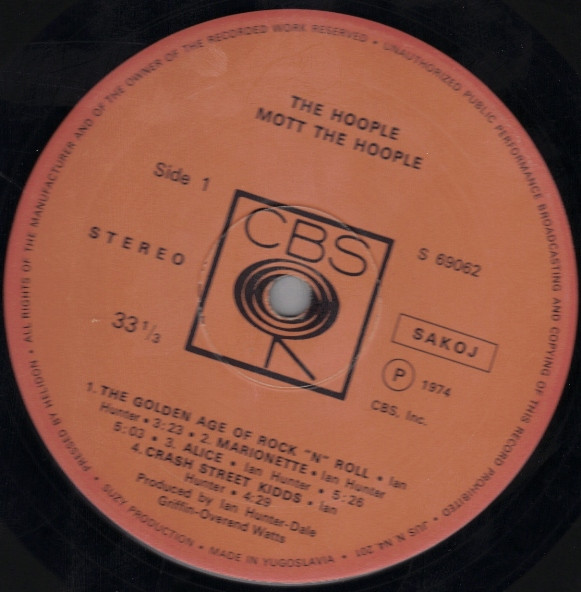 THE HOOPLE
MOTT THE HOOPLE
Side 1
STEREO
33 1/3
CBS
S 69062
SAKOJ
P 1974
CBS, Inc.
1. THE GOLDEN AGE OF ROCK "N" ROLL • Ian
Hunter • 3:23 • 2. MARIONETTE • Ian Hunter
5:03 • 3. ALICE • Ian Hunter • 5:26
4. CRASH STREET KIDDS • Ian
Hunter • 4:29
Produced by Ian Hunter-Dale
Griffin-Overend Watts
• ALL RIGHTS OF THE MANUFACTURER AND OF THE OWNER OF THE RECORDED WORK RESERVED • UNAUTHORIZED PUBLIC PERFORMANCE BROADCASTING AND COPYING OF THIS RECORD PROHIBITED • JUS N. N4. 201
• PRESSED BY HELIDON • SUZY PRODUCTION • MADE IN YUGOSLAVIA •